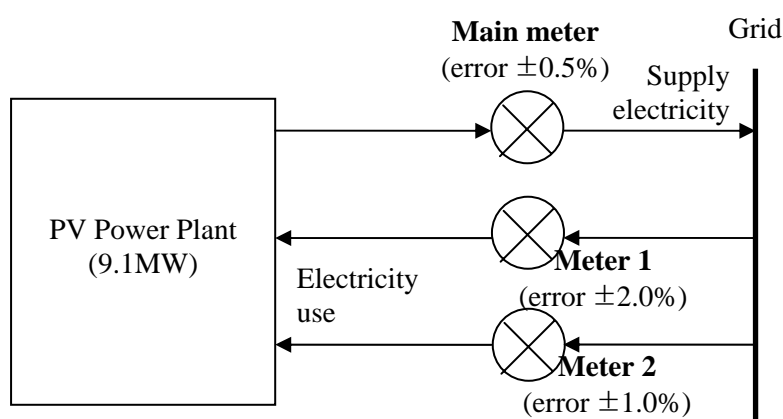 Grid
Main meter
(error ±0.5%)
Supply
electricity
PV Power Plant
(9.1MW)
Meter 1
(error ±2.0%)
Electricity
use
Meter 2
(error ±1.0%)